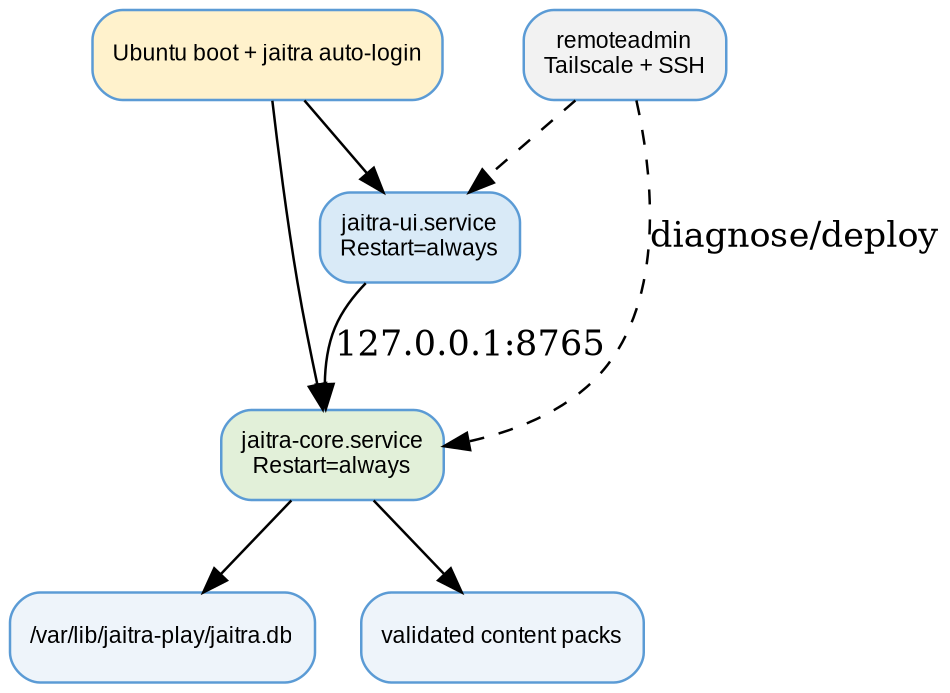 Ubuntu boot + jaitra auto-login
remoteadmin
Tailscale + SSH
jaitra-ui.service
Restart=always
diagnose/deploy
127.0.0.1:8765
jaitra-core.service
Restart=always
/var/lib/jaitra-play/jaitra.db
validated content packs